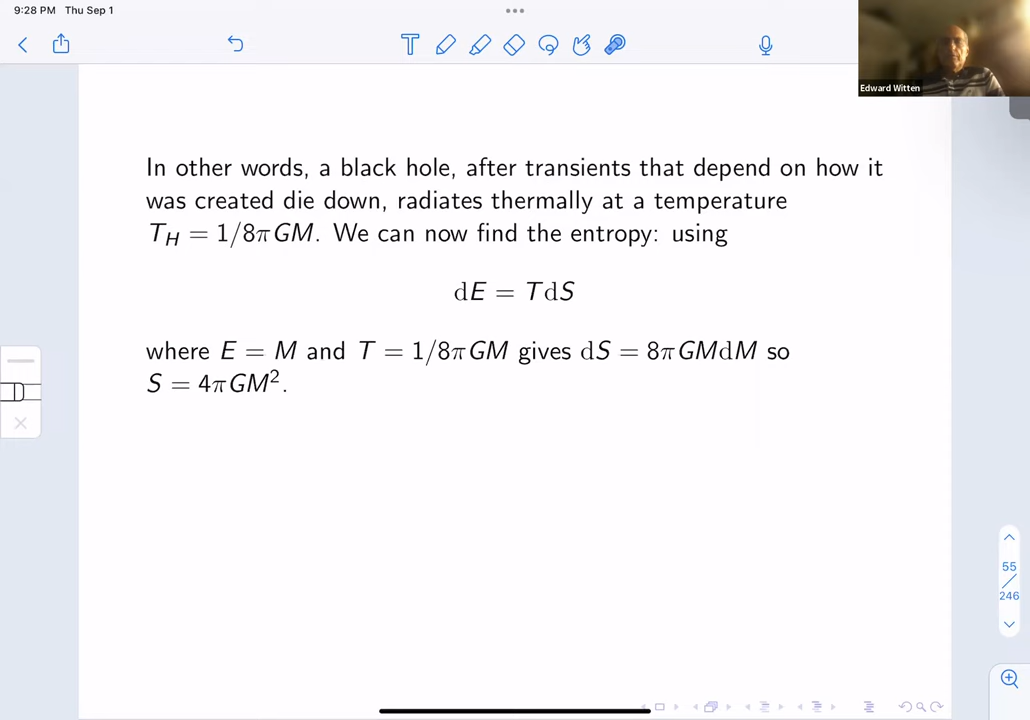 9:28 PM Thu Sep 1
Edward Witten
In other words, a black hole, after transients that depend on how it
was created die down, radiates thermally at a temperature
T_H = 1/8πGM. We can now find the entropy: using
dE = TdS
where E = M and T = 1/8πGM gives dS = 8πGMdM so
S = 4πGM².
55
/
246